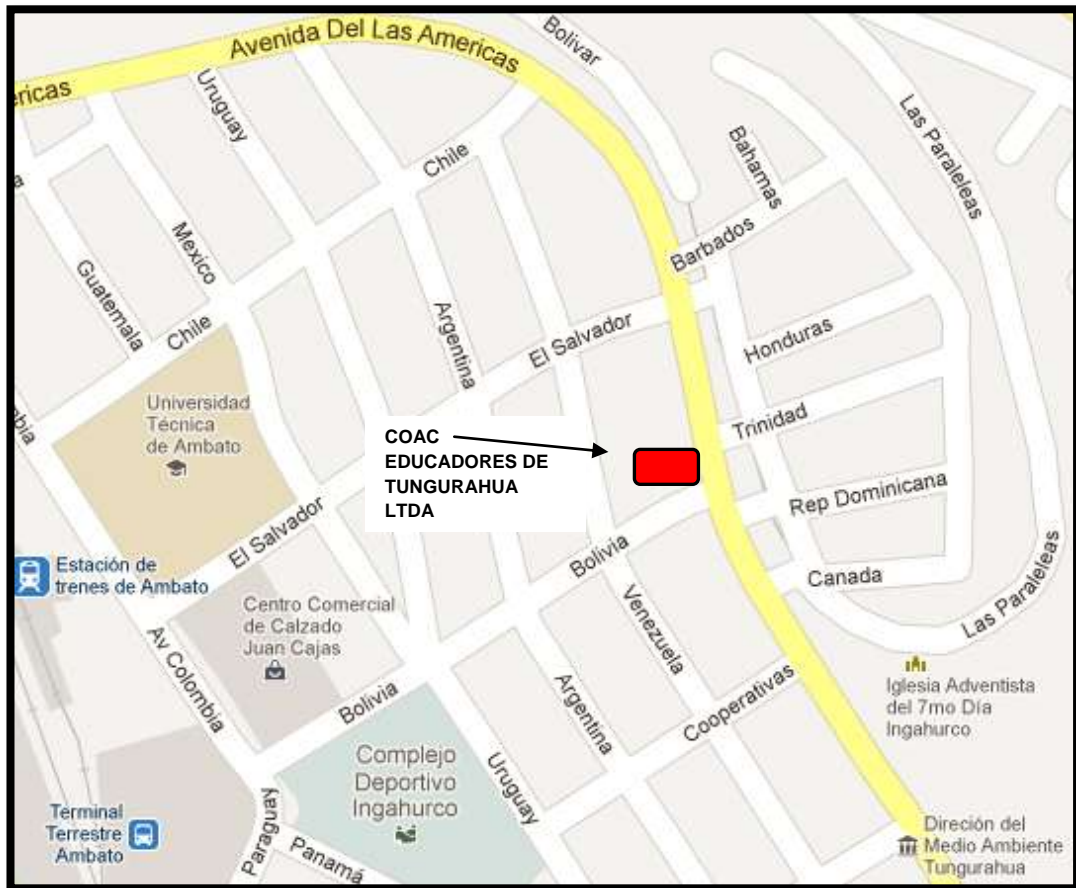 Avenida Del Las Americas
ericas
Bolivar
Uruguay
Las Paraleleas
Chile
Bahamas
Mexico
Barbados
Guatemala
Chile
Argentina
El Salvador
Honduras
Universidad
Técnica
de Ambato
Trinidad
COAC
EDUCADORES DE
TUNGURAHUA
LTDA
Rep Dominicana
El Salvador
Bolivia
Estación de
trenes de Ambato
Canada
Centro Comercial
de Calzado
Juan Cajas
Venezuela
Las Paraleleas
Av Colombia
Iglesia Adventista
del 7mo Día
Ingahurco
Bolivia
Argentina
Cooperativas
Complejo
Deportivo
Ingahurco
Uruguay
Terminal
Terrestre
Ambato
Paraguay
Panamá
Direción del
Medio Ambiente
Tungurahua